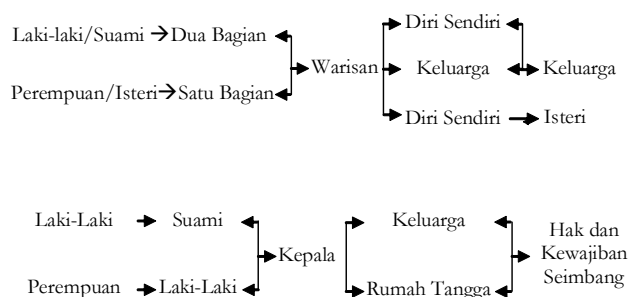 Diri Sendiri
Laki-laki/Suami → Dua Bagian
Warisan Keluarga Keluarga
Perempuan/Isteri → Satu Bagian
Diri Sendiri Isteri
Laki-Laki Suami Keluarga
Hak dan
Kepala Kewajiban
Seimbang
Perempuan Laki-Laki Rumah Tangga